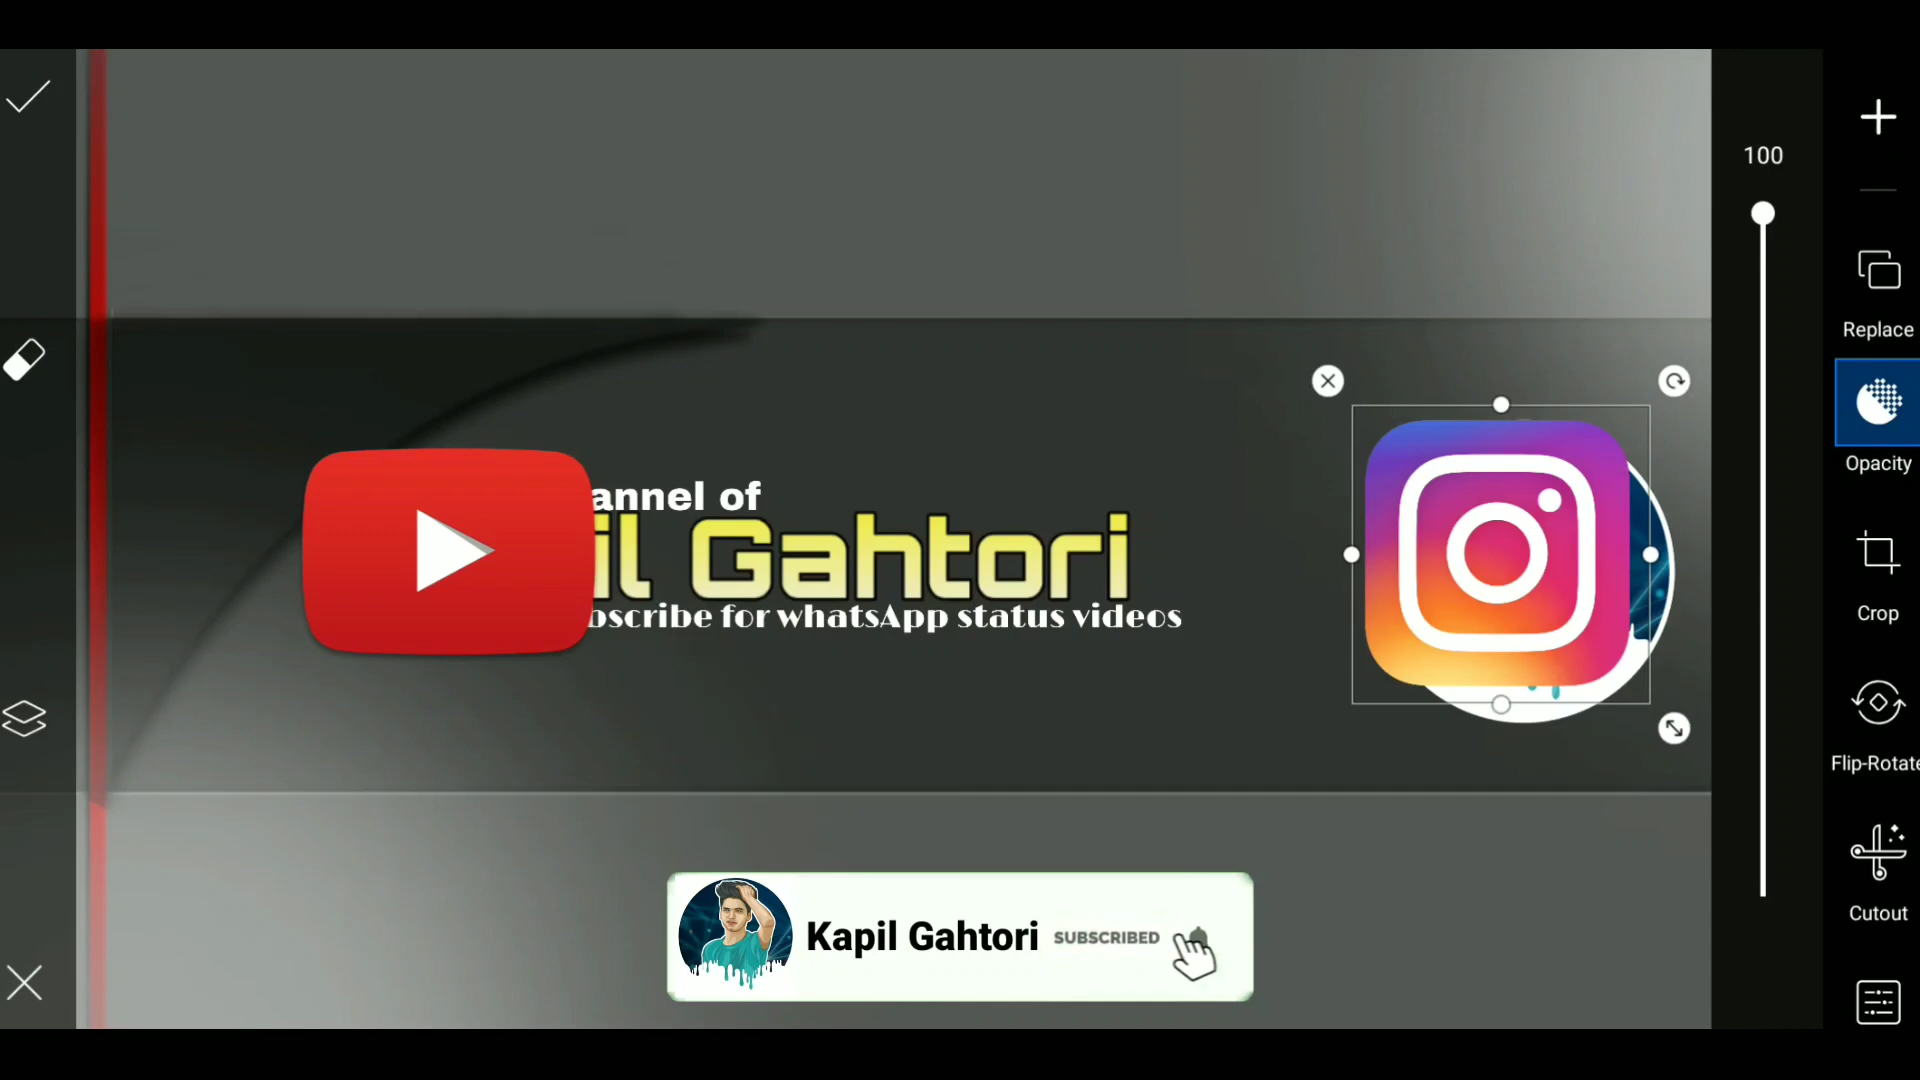 100
Replace
Opacity
Crop
Flip-Rotate
Cutout
annel of
il Gahtori
bscribe for whatsApp status videos
Kapil Gahtori SUBSCRIBED